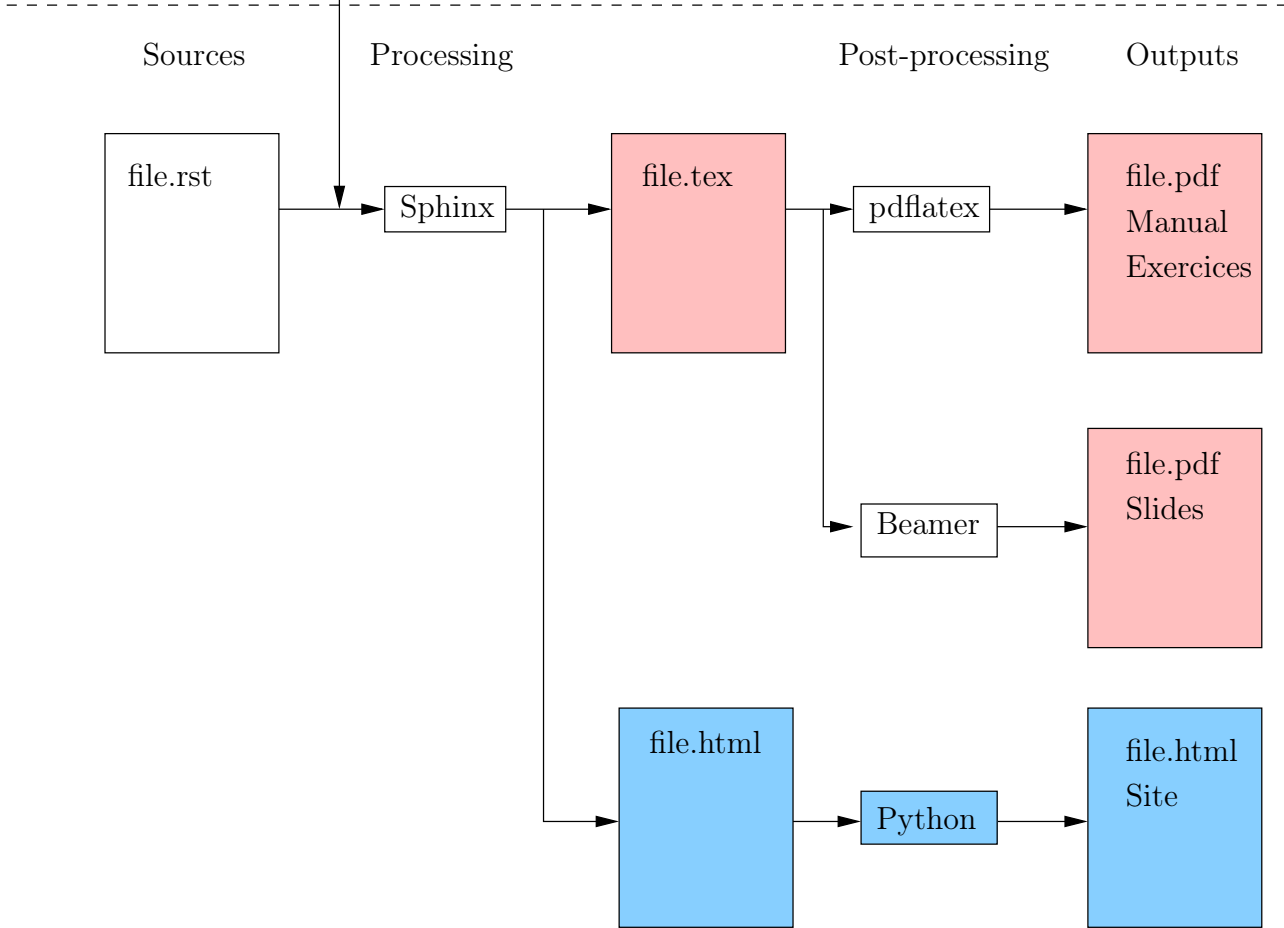 Sources
Processing
Post-processing
Outputs
file.rst
Sphinx
file.tex
pdflatex
file.pdf
Manual
Exercices
Beamer
file.pdf
Slides
file.html
Python
file.html
Site